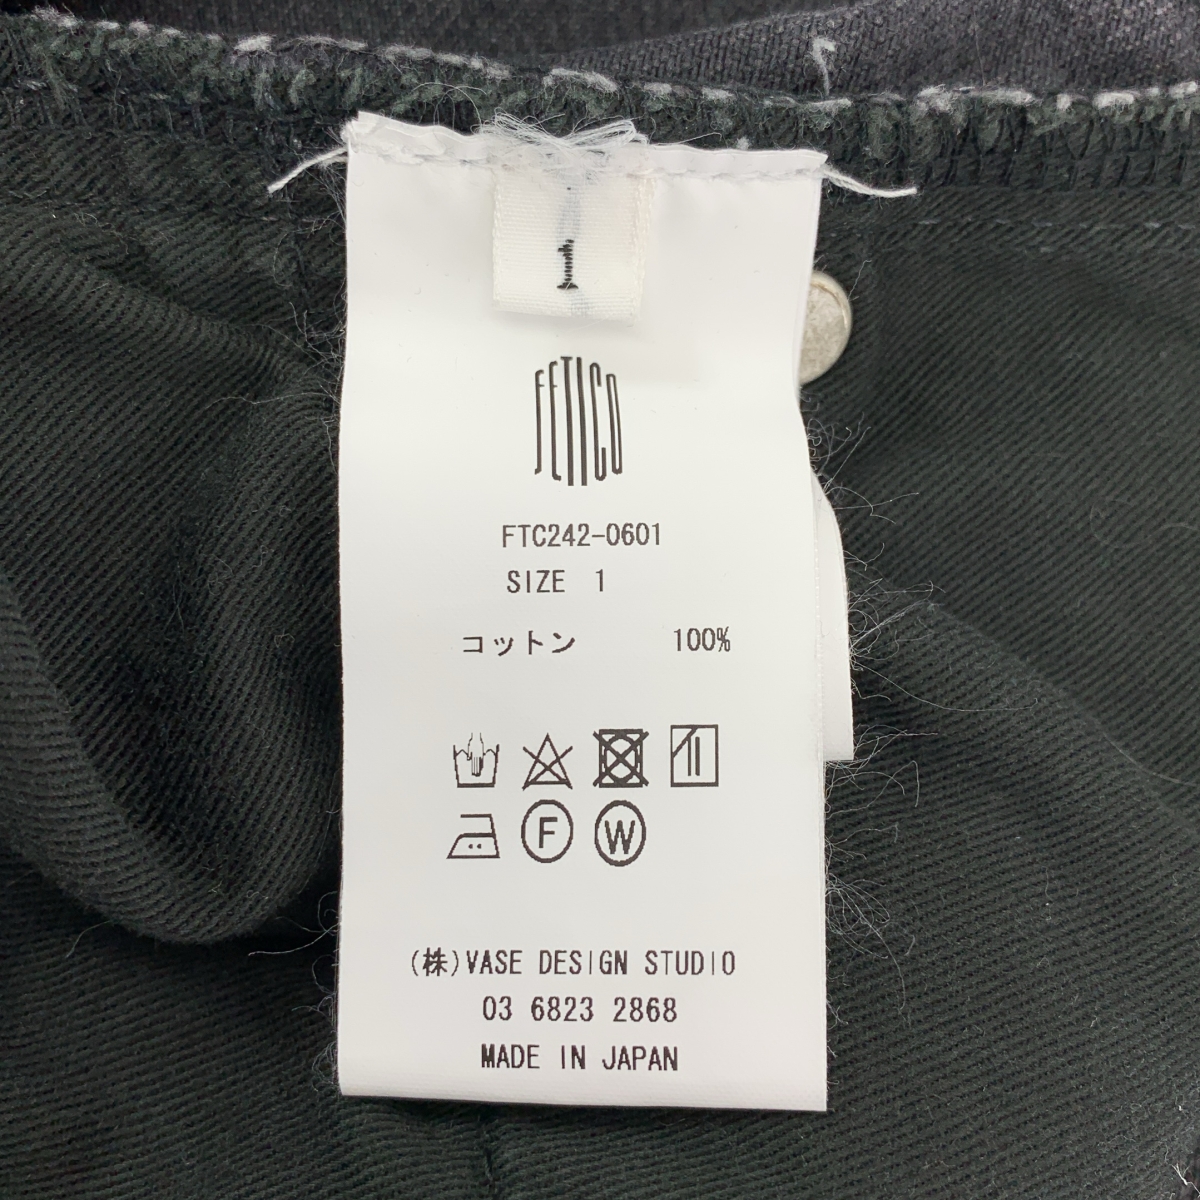 1
FETICO
FTC242-0601
SIZE 1
コットン 100%
F W
(株)VASE DESIGN STUDIO
03 6823 2868
MADE IN JAPAN